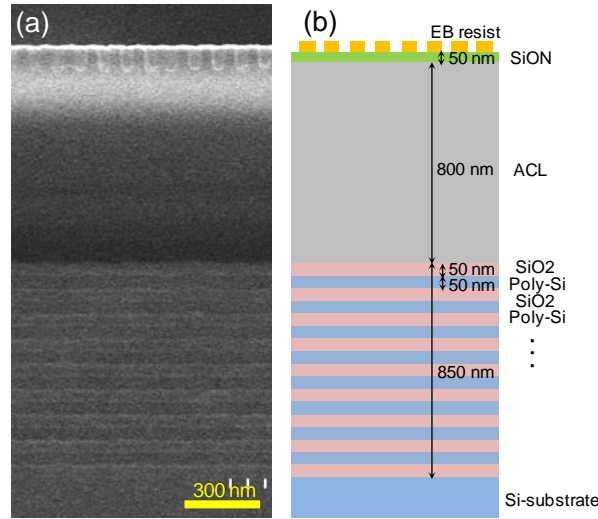 (a)
300 nm
(b)
EB resist
50 nm
SiON
800 nm
ACL
50 nm
SiO2
50 nm
Poly-Si
SiO2
Poly-Si
850 nm
Si-substrate